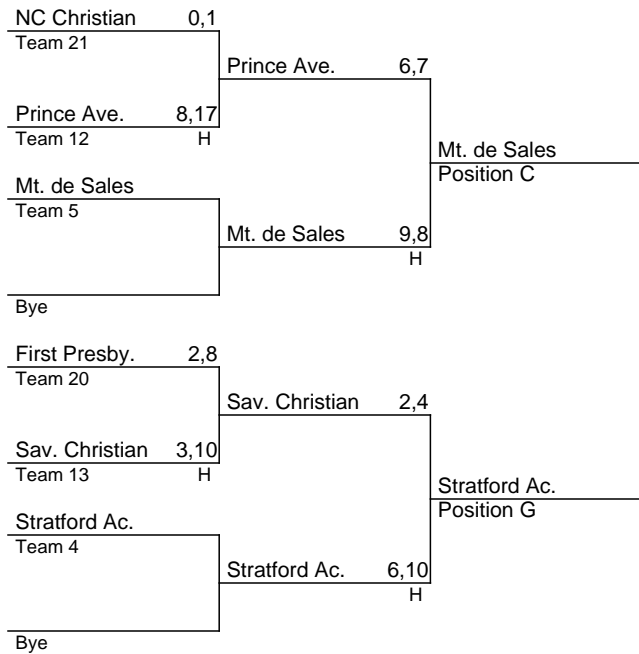 NC Christian 0,1
Team 21
Prince Ave. 6,7
Prince Ave. 8,17
Team 12 H
Mt. de Sales
Position C
Mt. de Sales
Team 5
Mt. de Sales 9,8
H
Bye
First Presby. 2,8
Team 20
Sav. Christian 2,4
Sav. Christian 3,10
Team 13 H
Stratford Ac.
Position G
Stratford Ac.
Team 4
Stratford Ac. 6,10
H
Bye